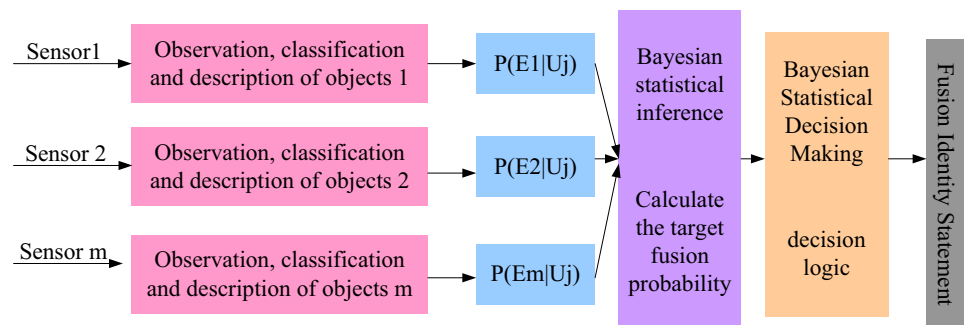 Sensor1
Observation, classification
and description of objects 1
P(E1|Uj)
Sensor 2
Observation, classification
and description of objects 2
P(E2|Uj)
Sensor m
Observation, classification
and description of objects m
P(Em|Uj)
Bayesian
statistical
inference
Calculate
the target
fusion
probability
Bayesian
Statistical
Decision
Making
decision
logic
Fusion Identity Statement